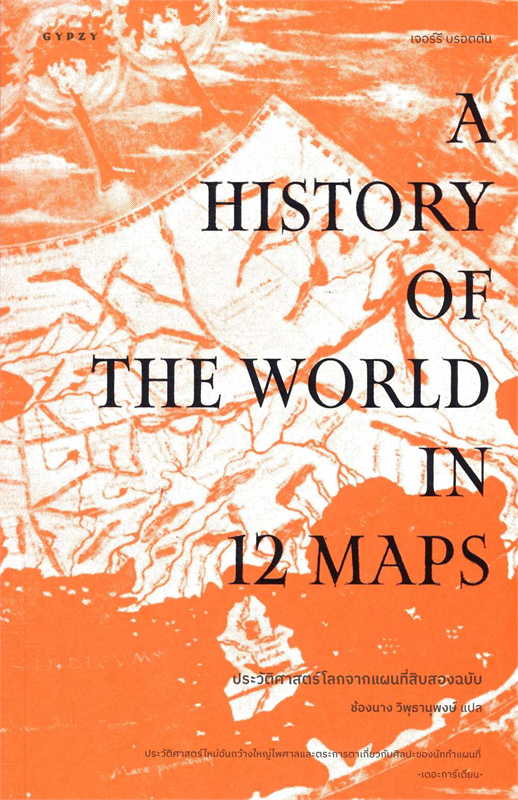 GYPZY
เจอร์รี บรอตตัน
A
HISTORY
OF
THE WORLD
IN
12 MAPS
ประวัติศาสตร์โลกจากแผนที่สิบสองฉบับ
ช้องนาง วิพุธานุพงษ์ แปล
ประวัติศาสตร์ใหม่อันกว้างใหญ่ไพศาลและตระการตาเกี่ยวกับศิลปะของนักทำแผนที่
-เดอะการ์เดียน-